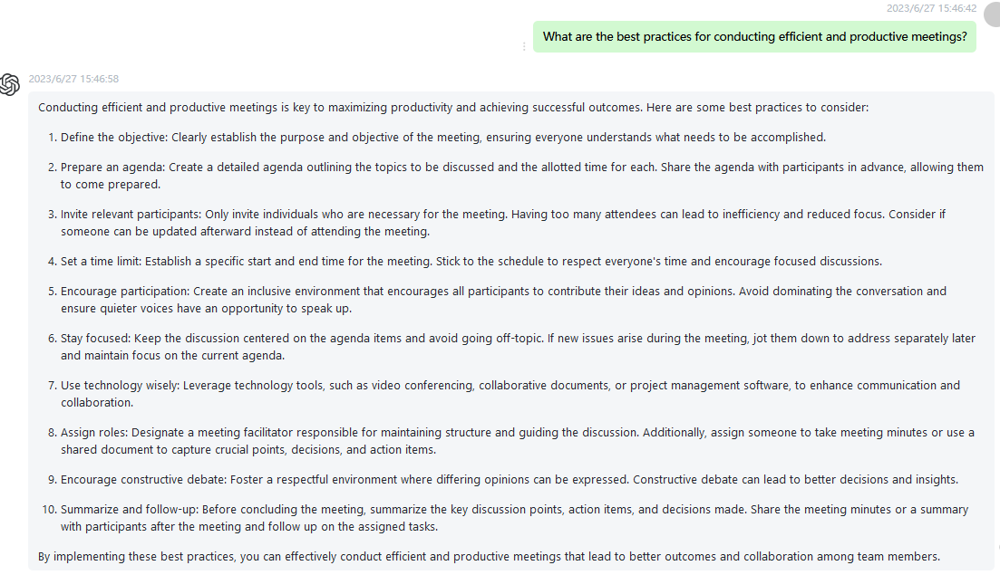 2023/6/27 15:46:42
What are the best practices for conducting efficient and productive meetings?
2023/6/27 15:46:58
Conducting efficient and productive meetings is key to maximizing productivity and achieving successful outcomes. Here are some best practices to consider:
1. Define the objective: Clearly establish the purpose and objective of the meeting, ensuring everyone understands what needs to be accomplished.
2. Prepare an agenda: Create a detailed agenda outlining the topics to be discussed and the allotted time for each. Share the agenda with participants in advance, allowing them
to come prepared.
3. Invite relevant participants: Only invite individuals who are necessary for the meeting. Having too many attendees can lead to inefficiency and reduced focus. Consider if
someone can be updated afterward instead of attending the meeting.
4. Set a time limit: Establish a specific start and end time for the meeting. Stick to the schedule to respect everyone's time and encourage focused discussions.
5. Encourage participation: Create an inclusive environment that encourages all participants to contribute their ideas and opinions. Avoid dominating the conversation and
ensure quieter voices have an opportunity to speak up.
6. Stay focused: Keep the discussion centered on the agenda items and avoid going off-topic. If new issues arise during the meeting, jot them down to address separately later
and maintain focus on the current agenda.
7. Use technology wisely: Leverage technology tools, such as video conferencing, collaborative documents, or project management software, to enhance communication and
collaboration.
8. Assign roles: Designate a meeting facilitator responsible for maintaining structure and guiding the discussion. Additionally, assign someone to take meeting minutes or use a
shared document to capture crucial points, decisions, and action items.
9. Encourage constructive debate: Foster a respectful environment where differing opinions can be expressed. Constructive debate can lead to better decisions and insights.
10. Summarize and follow-up: Before concluding the meeting, summarize the key discussion points, action items, and decisions made. Share the meeting minutes or a summary
with participants after the meeting and follow up on the assigned tasks.
By implementing these best practices, you can effectively conduct efficient and productive meetings that lead to better outcomes and collaboration among team members.